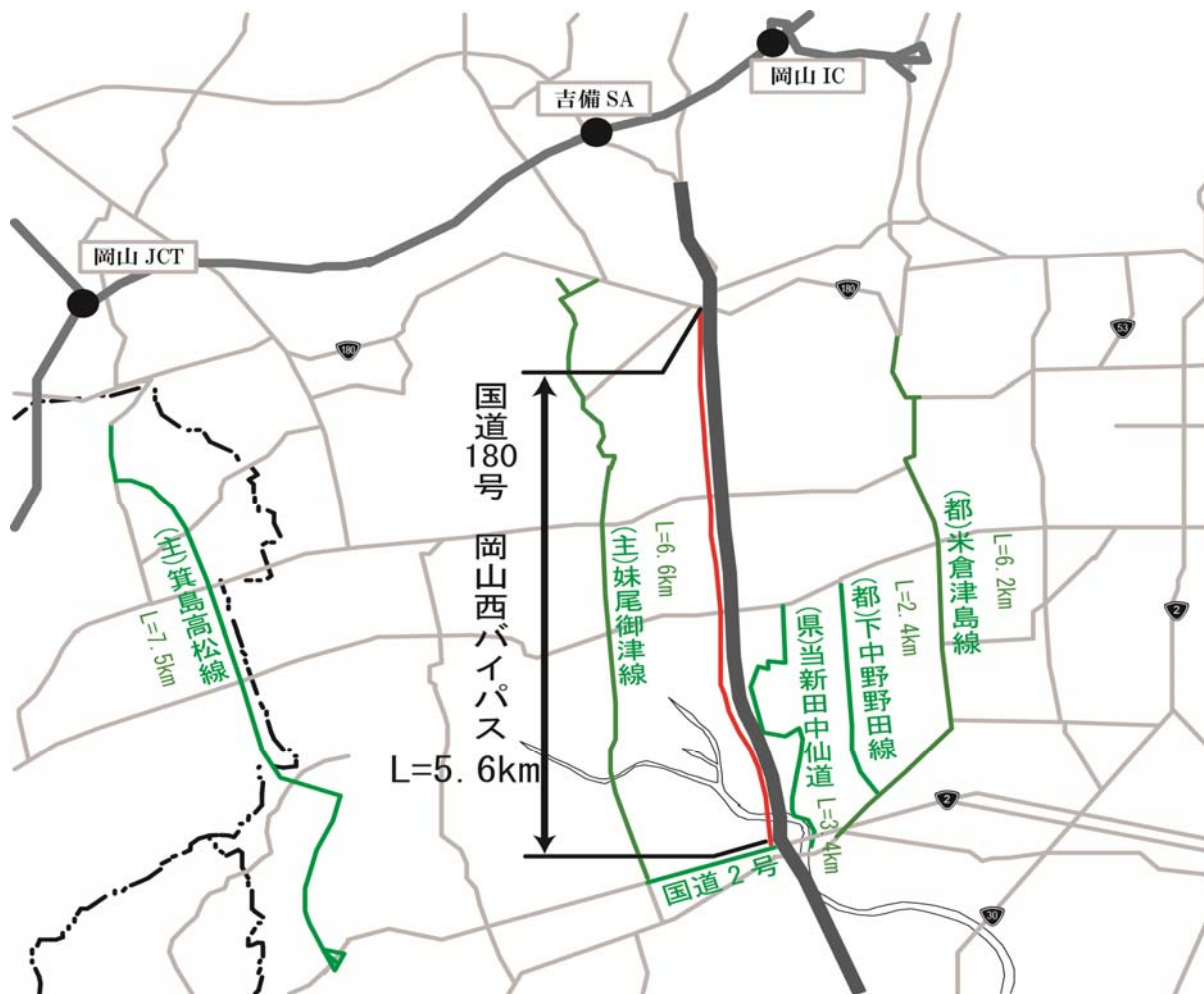 岡山 IC
吉備 SA
岡山 JCT
180
180
53
国道180号 岡山西バイパス
L=5.6km
(主)箕島高松線
L=7.5km
(主)妹尾御津線
L=6.6km
(県)当新田中仙道
L=3.4km
(都)下中野野田線
L=2.4km
(都)米倉津島線
L=6.2km
2
2
国道2号
30